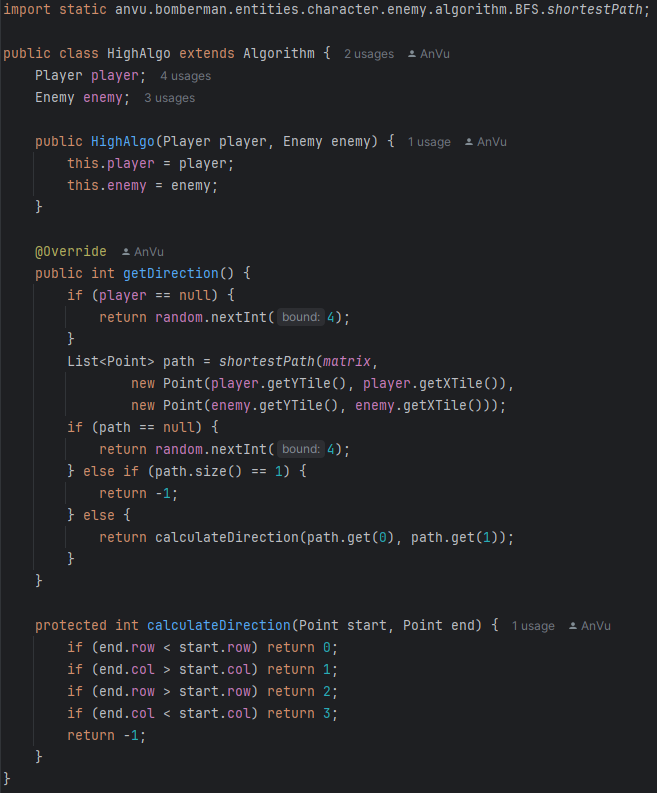 import static anvu.bomberman.entities.character.enemy.algorithm.BFS.shortestPath;

public class HighAlgo extends Algorithm { 2 usages AnVu
    Player player; 4 usages
    Enemy enemy; 3 usages

    public HighAlgo(Player player, Enemy enemy) { 1 usage AnVu
        this.player = player;
        this.enemy = enemy;
    }

    @Override AnVu
    public int getDirection() {
        if (player == null) {
            return random.nextInt( bound: 4);
        }
        List<Point> path = shortestPath(matrix,
                new Point(player.getYTile(), player.getXTile()),
                new Point(enemy.getYTile(), enemy.getXTile()));
        if (path == null) {
            return random.nextInt( bound: 4);
        } else if (path.size() == 1) {
            return -1;
        } else {
            return calculateDirection(path.get(0), path.get(1));
        }
    }

    protected int calculateDirection(Point start, Point end) { 1 usage AnVu
        if (end.row < start.row) return 0;
        if (end.col > start.col) return 1;
        if (end.row > start.row) return 2;
        if (end.col < start.col) return 3;
        return -1;
    }
}